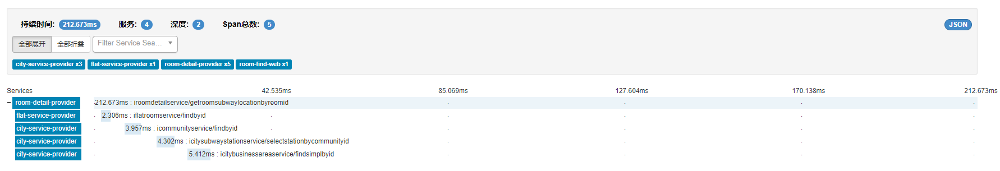 持续时间: 212.673ms 服务: 4 深度: 2 Span总数: 5 JSON
全部展开 全部折叠 Filter Service Sea...
city-service-provider x3 flat-service-provider x1 room-detail-provider x5 room-find-web x1
Services 42.535ms 85.069ms 127.604ms 170.138ms 212.673ms
room-detail-provider 212.673ms : iroomdetailservice/getroomsubwaylocationbyroomid
flat-service-provider 2.306ms : iflatroomservice/findbyid
city-service-provider 3.957ms : icommunityservice/findbyid
city-service-provider 4.302ms : icitysubwaystationservice/selectstationbycommunityid
city-service-provider 5.412ms : icitybusinessareaservice/findsimplbyid